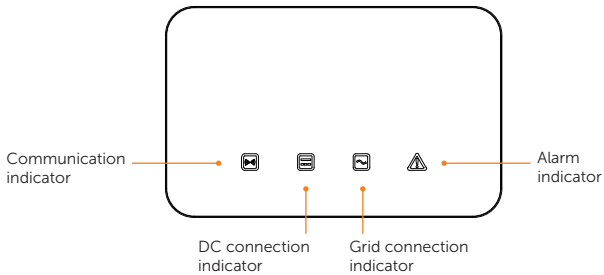 Communication
indicator
Alarm
indicator
DC connection
indicator
Grid connection
indicator